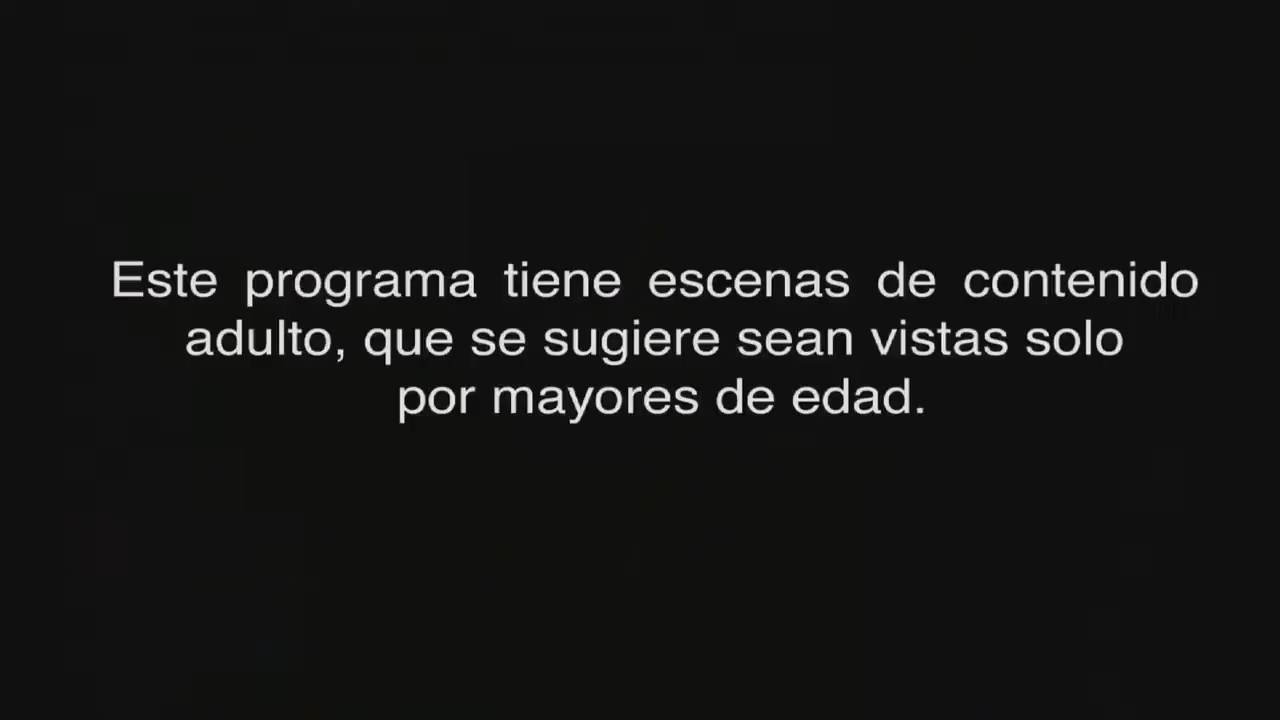 Este programa tiene escenas de contenido
adulto, que se sugiere sean vistas solo
por mayores de edad.